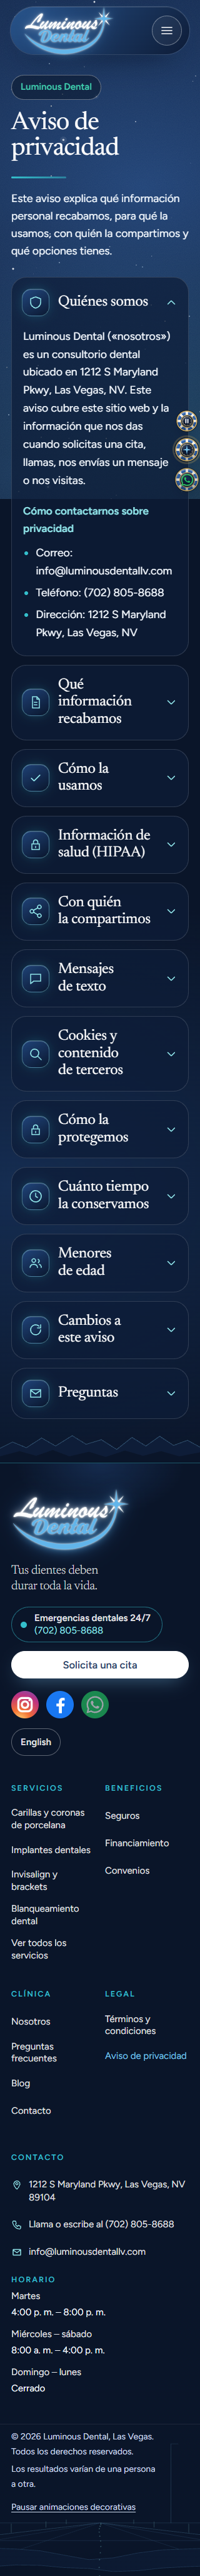 Luminous
Dental
Luminous Dental
Aviso de
privacidad
Este aviso explica qué información
personal recabamos, para qué la
usamos, con quién la compartimos y
qué opciones tienes.
Quiénes somos
Luminous Dental («nosotros»)
es un consultorio dental
ubicado en 1212 S Maryland
Pkwy, Las Vegas, NV. Este
aviso cubre este sitio web y la
información que nos das
cuando solicitas una cita,
llamas, nos envías un mensaje
o nos visitas.
Cómo contactarnos sobre
privacidad
Correo:
info@luminousdentallv.com
Teléfono: (702) 805-8689
Dirección: 1212 S Maryland
Pkwy, Las Vegas, NV
Qué
información
recabamos
Cómo la
usamos
Información de
salud (HIPAA)
Con quién
la compartimos
Mensajes
de texto
Cookies y
contenido
de terceros
Cómo la
protegemos
Cuánto tiempo
la conservamos
Menores
de edad
Cambios a
este aviso
Preguntas
Luminous
Dental
Tus dientes deben
durar toda la vida.
Emergencias dentales 24/7
(702) 805-8689
Solicita una cita
English
SERVICIOS
Carillas y coronas
de porcelana
Implantes dentales
Invisalign y
brackets
Blanqueamiento
dental
Ver todos los
servicios
BENEFICIOS
Seguros
Financiamiento
Convenios
CLÍNICA
Nosotros
Preguntas
frecuentes
Blog
Contacto
LEGAL
Términos y
condiciones
Aviso de privacidad
CONTACTO
1212 S Maryland Pkwy, Las Vegas, NV
89104
Llama o escribe al (702) 805-8689
info@luminousdentallv.com
HORARIO
Martes
4:00 p. m. – 8:00 p. m.
Miércoles – sábado
8:00 a. m. – 4:00 p. m.
Domingo – lunes
Cerrado
© 2026 Luminous Dental, Las Vegas.
Todos los derechos reservados.
Los resultados varían de una persona
a otra.
Pausar animaciones decorativas